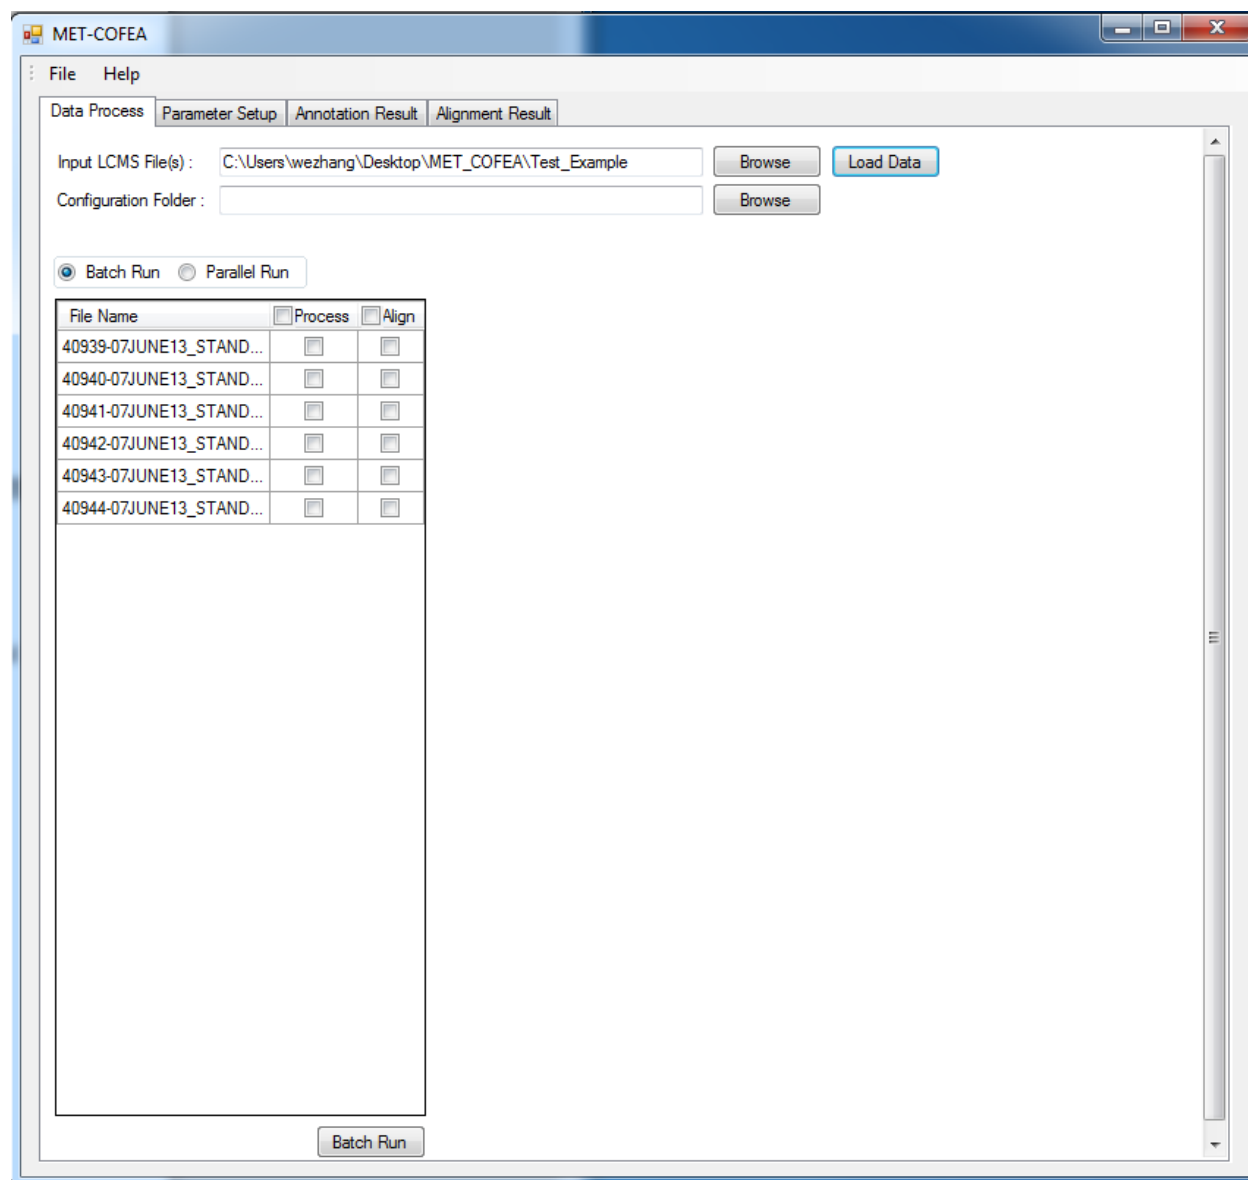 MET-COFEA
File Help
Data Process Parameter Setup Annotation Result Alignment Result
Input LCMS File(s) : C:\Users\wezhang\Desktop\MET_COFEA\Test_Example Browse Load Data
Configuration Folder : Browse
Batch Run Parallel Run
File Name Process Align
40939-07JUNE13_STAND...
40940-07JUNE13_STAND...
40941-07JUNE13_STAND...
40942-07JUNE13_STAND...
40943-07JUNE13_STAND...
40944-07JUNE13_STAND...
Batch Run